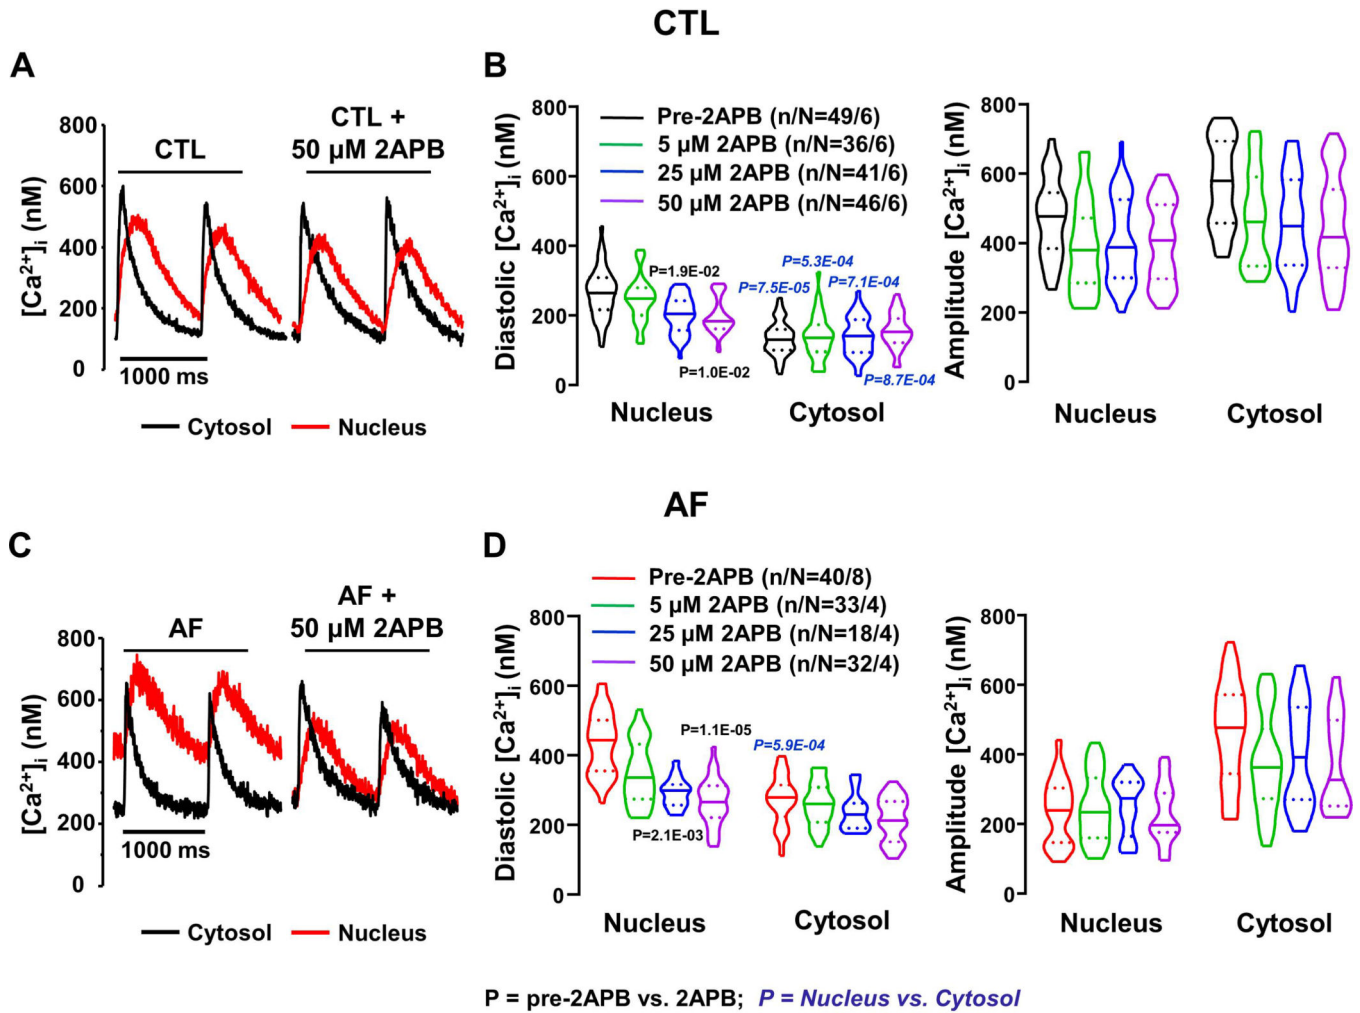 CTL
A
800
600
400
200
0
[Ca²⁺]ᵢ (nM)
CTL
CTL +
50 µM 2APB
1000 ms
Cytosol
Nucleus
B
800
600
400
200
0
Diastolic [Ca²⁺]ᵢ (nM)
Pre-2APB (n/N=49/6)
5 µM 2APB (n/N=36/6)
25 µM 2APB (n/N=41/6)
50 µM 2APB (n/N=46/6)
P=1.9E-02
P=5.3E-04
P=7.5E-05
P=7.1E-04
P=1.0E-02
P=8.7E-04
Nucleus
Cytosol
800
600
400
200
0
Amplitude [Ca²⁺]ᵢ (nM)
Nucleus
Cytosol
AF
C
800
600
400
200
0
[Ca²⁺]ᵢ (nM)
AF
AF +
50 µM 2APB
1000 ms
Cytosol
Nucleus
D
800
600
400
200
0
Diastolic [Ca²⁺]ᵢ (nM)
Pre-2APB (n/N=40/8)
5 µM 2APB (n/N=33/4)
25 µM 2APB (n/N=18/4)
50 µM 2APB (n/N=32/4)
P=1.1E-05
P=5.9E-04
P=2.1E-03
Nucleus
Cytosol
800
600
400
200
0
Amplitude [Ca²⁺]ᵢ (nM)
Nucleus
Cytosol
P = pre-2APB vs. 2APB; P = Nucleus vs. Cytosol